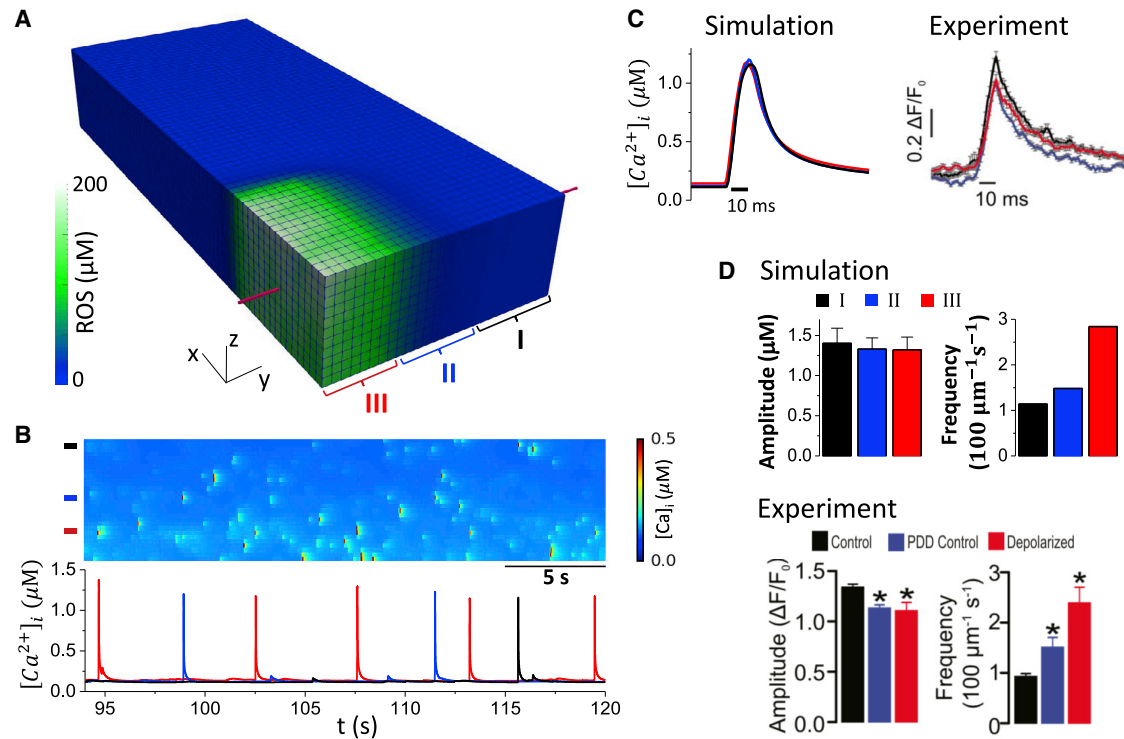 A
200
ROS (μM)
0
x
z
y
I
II
III
B
0.5
[Ca]i (μM)
0.0
5 s
1.5
1.0
0.5
0.0
[Ca²⁺]i (μM)
95
100
105
110
115
120
t (s)
C
Simulation
Experiment
1.0
0.5
0.0
[Ca²⁺]i (μM)
10 ms
0.2 ΔF/F₀
10 ms
D
Simulation
I II III
1.5
1.0
0.5
0.0
Amplitude (μM)
3
2
1
0
Frequency
(100 μm⁻¹s⁻¹)
Experiment
Control PDD Control Depolarized
1.5
1.0
0.5
0.0
Amplitude (ΔF/F₀)
* *
3
2
1
0
Frequency
(100 μm⁻¹ s⁻¹)
* *